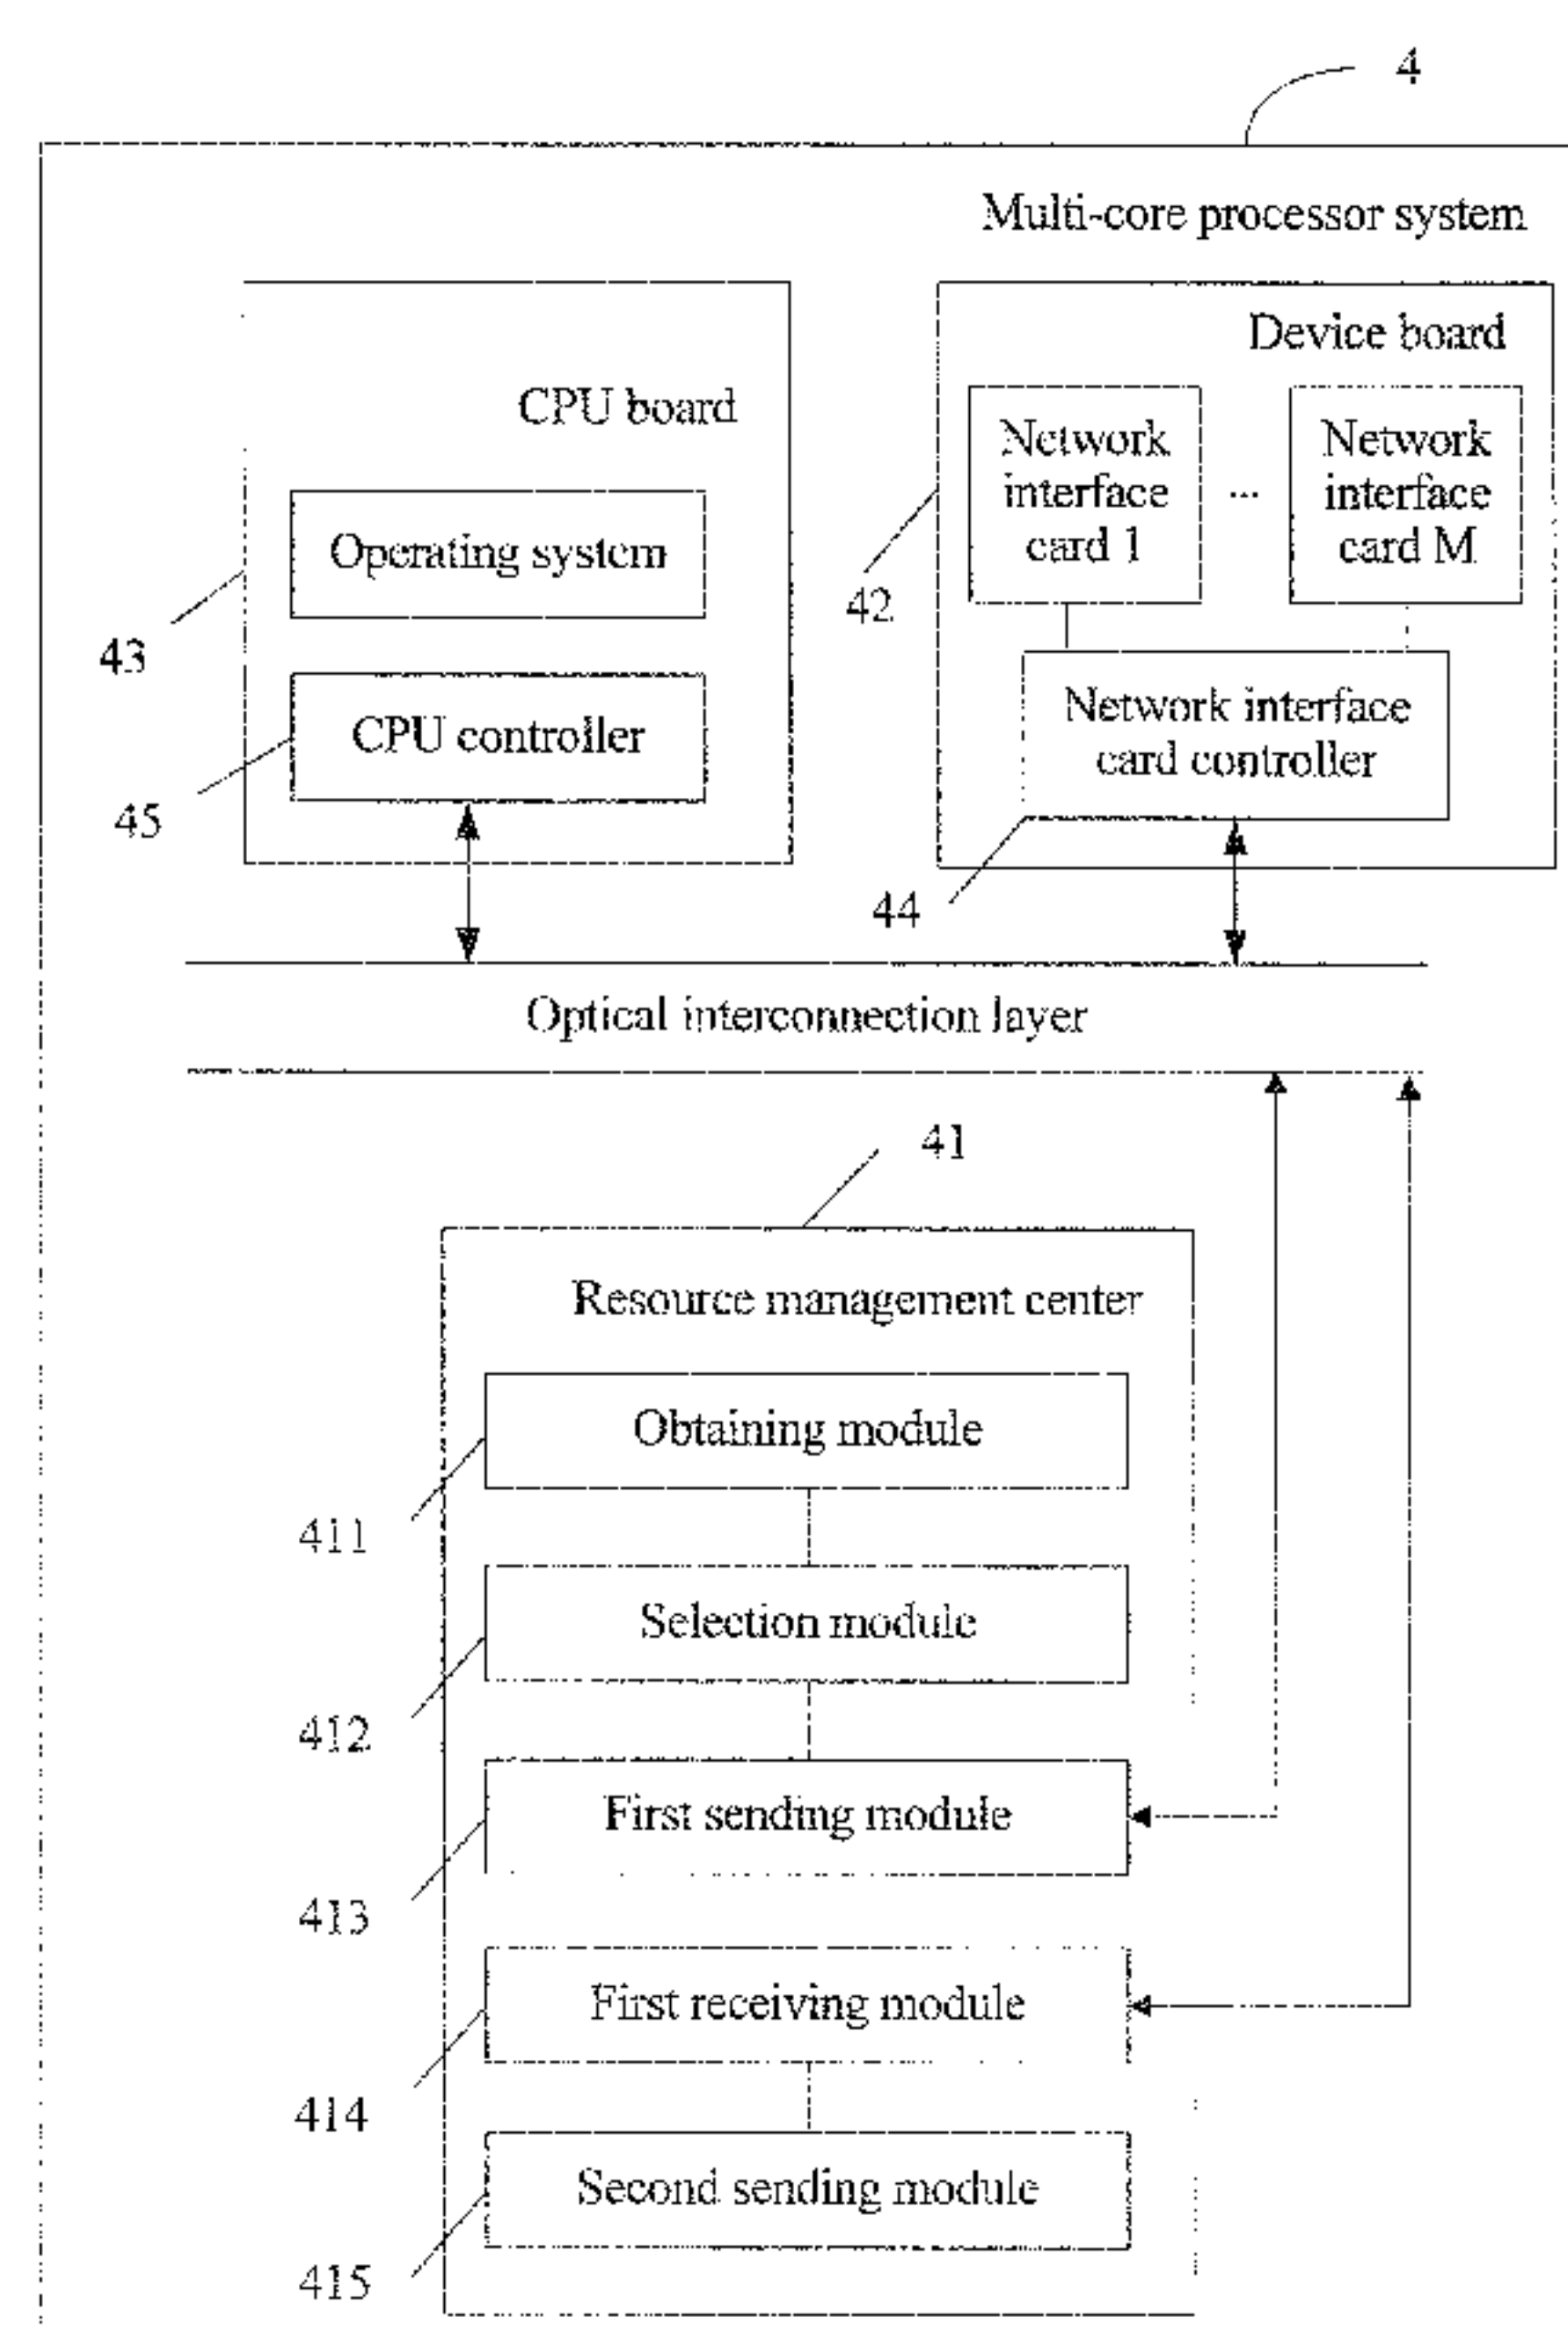 4
Multi-core processor system
Device board
CPU board
Network
interface
card 1
...
Network
interface
card M
Operating system
42
43
Network interface
card controller
CPU controller
45
44
Optical interconnection layer
41
Resource management center
Obtaining module
411
Selection module
412
First sending module
413
First receiving module
414
Second sending module
415